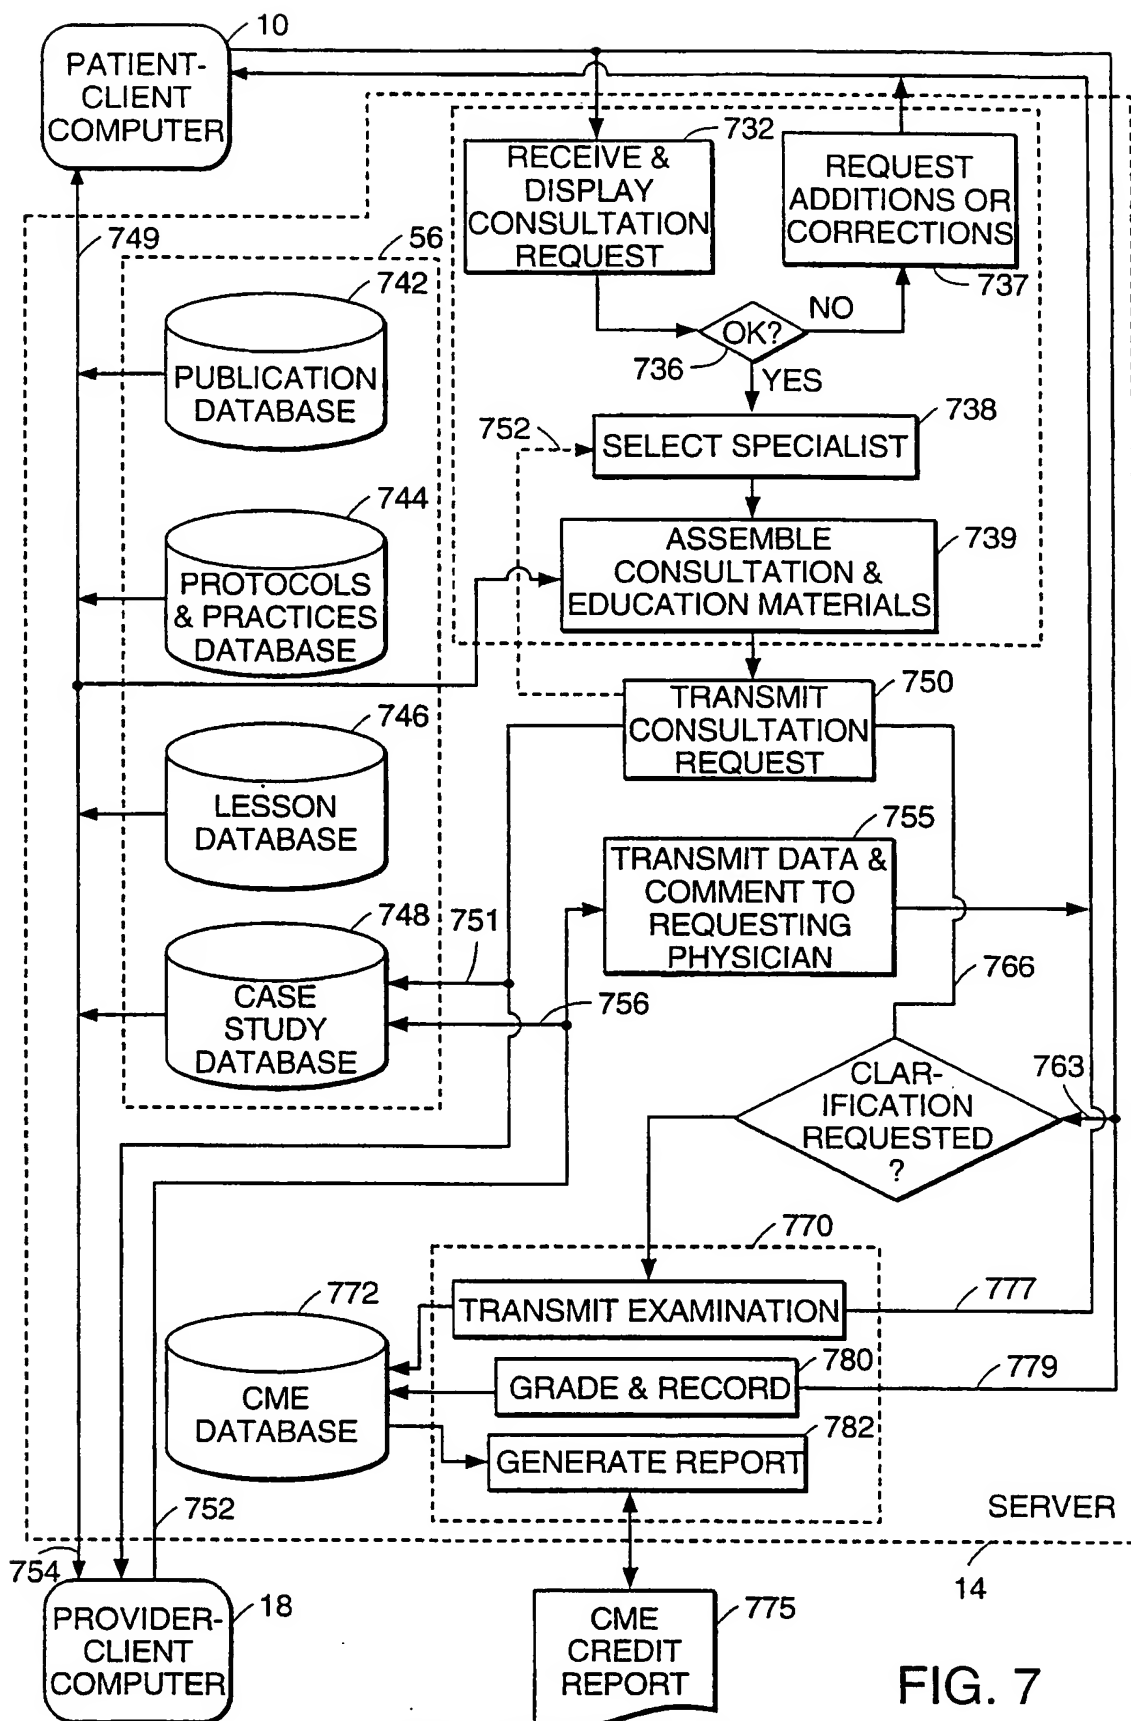 10
PATIENT-
CLIENT
COMPUTER
732
RECEIVE &
DISPLAY
CONSULTATION
REQUEST
REQUEST
ADDITIONS OR
CORRECTIONS
737
749
56
742
PUBLICATION
DATABASE
OK?
NO
736
YES
752
738
SELECT SPECIALIST
744
PROTOCOLS
& PRACTICES
DATABASE
739
ASSEMBLE
CONSULTATION &
EDUCATION MATERIALS
750
TRANSMIT
CONSULTATION
REQUEST
746
LESSON
DATABASE
755
TRANSMIT DATA &
COMMENT TO
REQUESTING
PHYSICIAN
748
751
CASE
STUDY
DATABASE
756
766
763
CLAR-
IFICATION
REQUESTED
?
770
TRANSMIT EXAMINATION
777
772
CME
DATABASE
780
GRADE & RECORD
779
782
GENERATE REPORT
SERVER
14
752
754
18
PROVIDER-
CLIENT
COMPUTER
775
CME
CREDIT
REPORT
FIG. 7